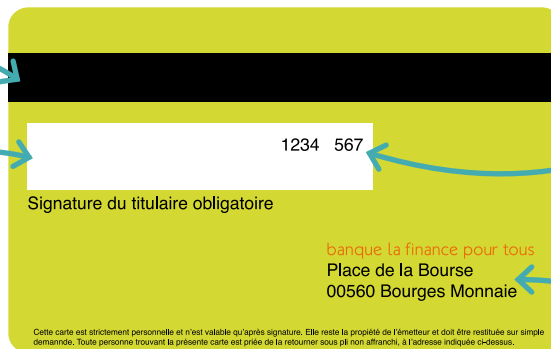 1234 567
Signature du titulaire obligatoire
banque la finance pour tous
Place de la Bourse
00560 Bourges Monnaie
Cette carte est strictement personnelle et n'est valable qu'après signature. Elle reste la propiété de l'émetteur et doit être restituée sur simple
demannde. Toute personne trouvant la présente carte est priée de la retourner sous pli non affranchi, à l'adresse indiquée ci-dessus.